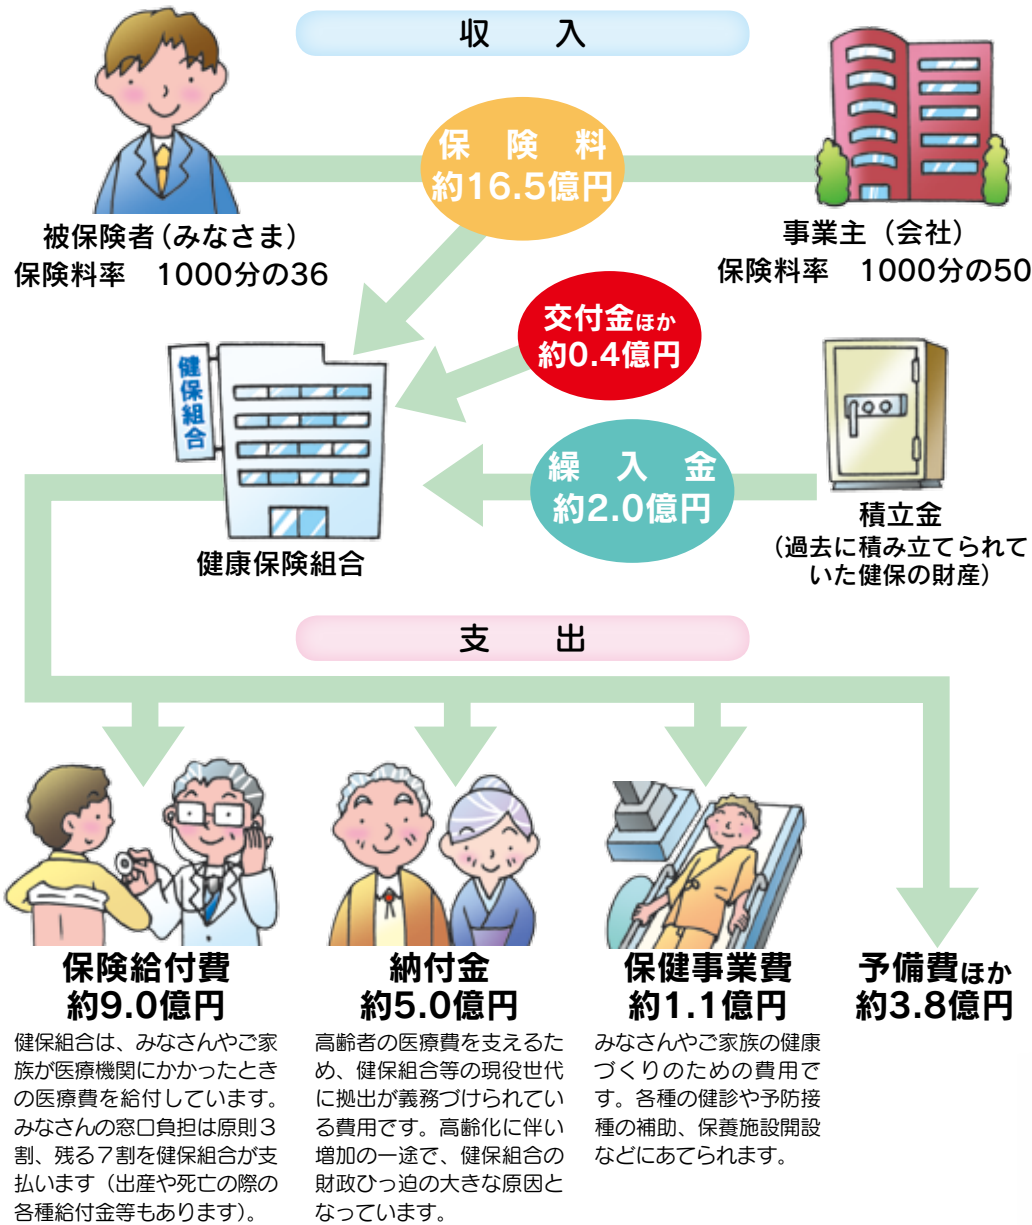 収　入
保　険　料
約16.5億円
被保険者（みなさま）
保険料率　1000分の36
事業主（会社）
保険料率　1000分の50
交付金ほか
約0.4億円
健保組合
繰　入　金
約2.0億円
健康保険組合
積立金
（過去に積み立てられて
いた健保の財産）
支　出
保険給付費
約9.0億円
健保組合は、みなさんやご家
族が医療機関にかかったとき
の医療費を給付しています。
みなさんの窓口負担は原則３
割、残る７割を健保組合が支
払います（出産や死亡の際の
各種給付金等もあります）。
納付金
約5.0億円
高齢者の医療費を支えるた
め、健保組合等の現役世代
に拠出が義務づけられてい
る費用です。高齢化に伴い
増加の一途で、健保組合の
財政ひっ迫の大きな原因と
なっています。
保健事業費
約1.1億円
みなさんやご家族の健康
づくりのための費用で
す。各種の健診や予防接
種の補助、保養施設開設
などにあてられます。
予備費ほか
約3.8億円